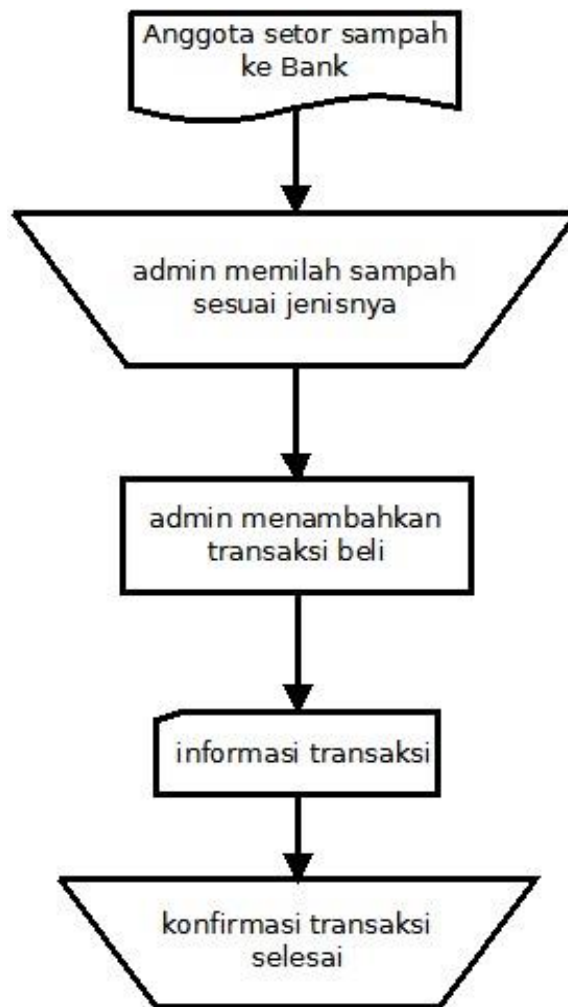 Anggota setor sampah
ke Bank
admin memilah sampah
sesuai jenisnya
admin menambahkan
transaksi beli
informasi transaksi
konfirmasi transaksi
selesai